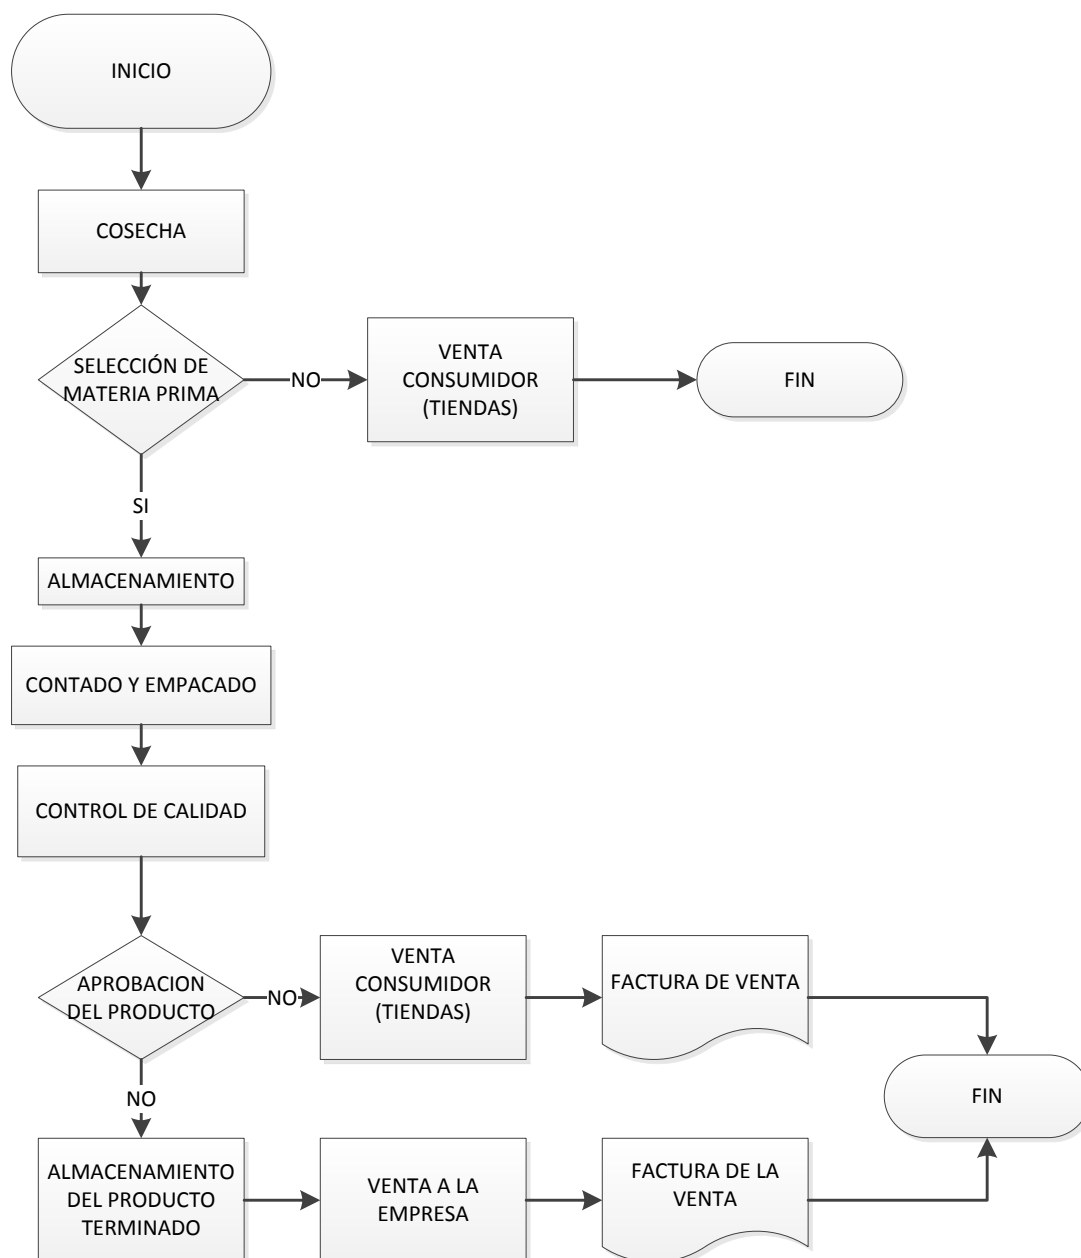 INICIO
COSECHA
SELECCIÓN DE
MATERIA PRIMA
NO
VENTA
CONSUMIDOR
(TIENDAS)
FIN
SI
ALMACENAMIENTO
CONTADO Y EMPACADO
CONTROL DE CALIDAD
APROBACION
DEL PRODUCTO
NO
VENTA
CONSUMIDOR
(TIENDAS)
FACTURA DE VENTA
FIN
NO
ALMACENAMIENTO
DEL PRODUCTO
TERMINADO
VENTA A LA
EMPRESA
FACTURA DE LA
VENTA